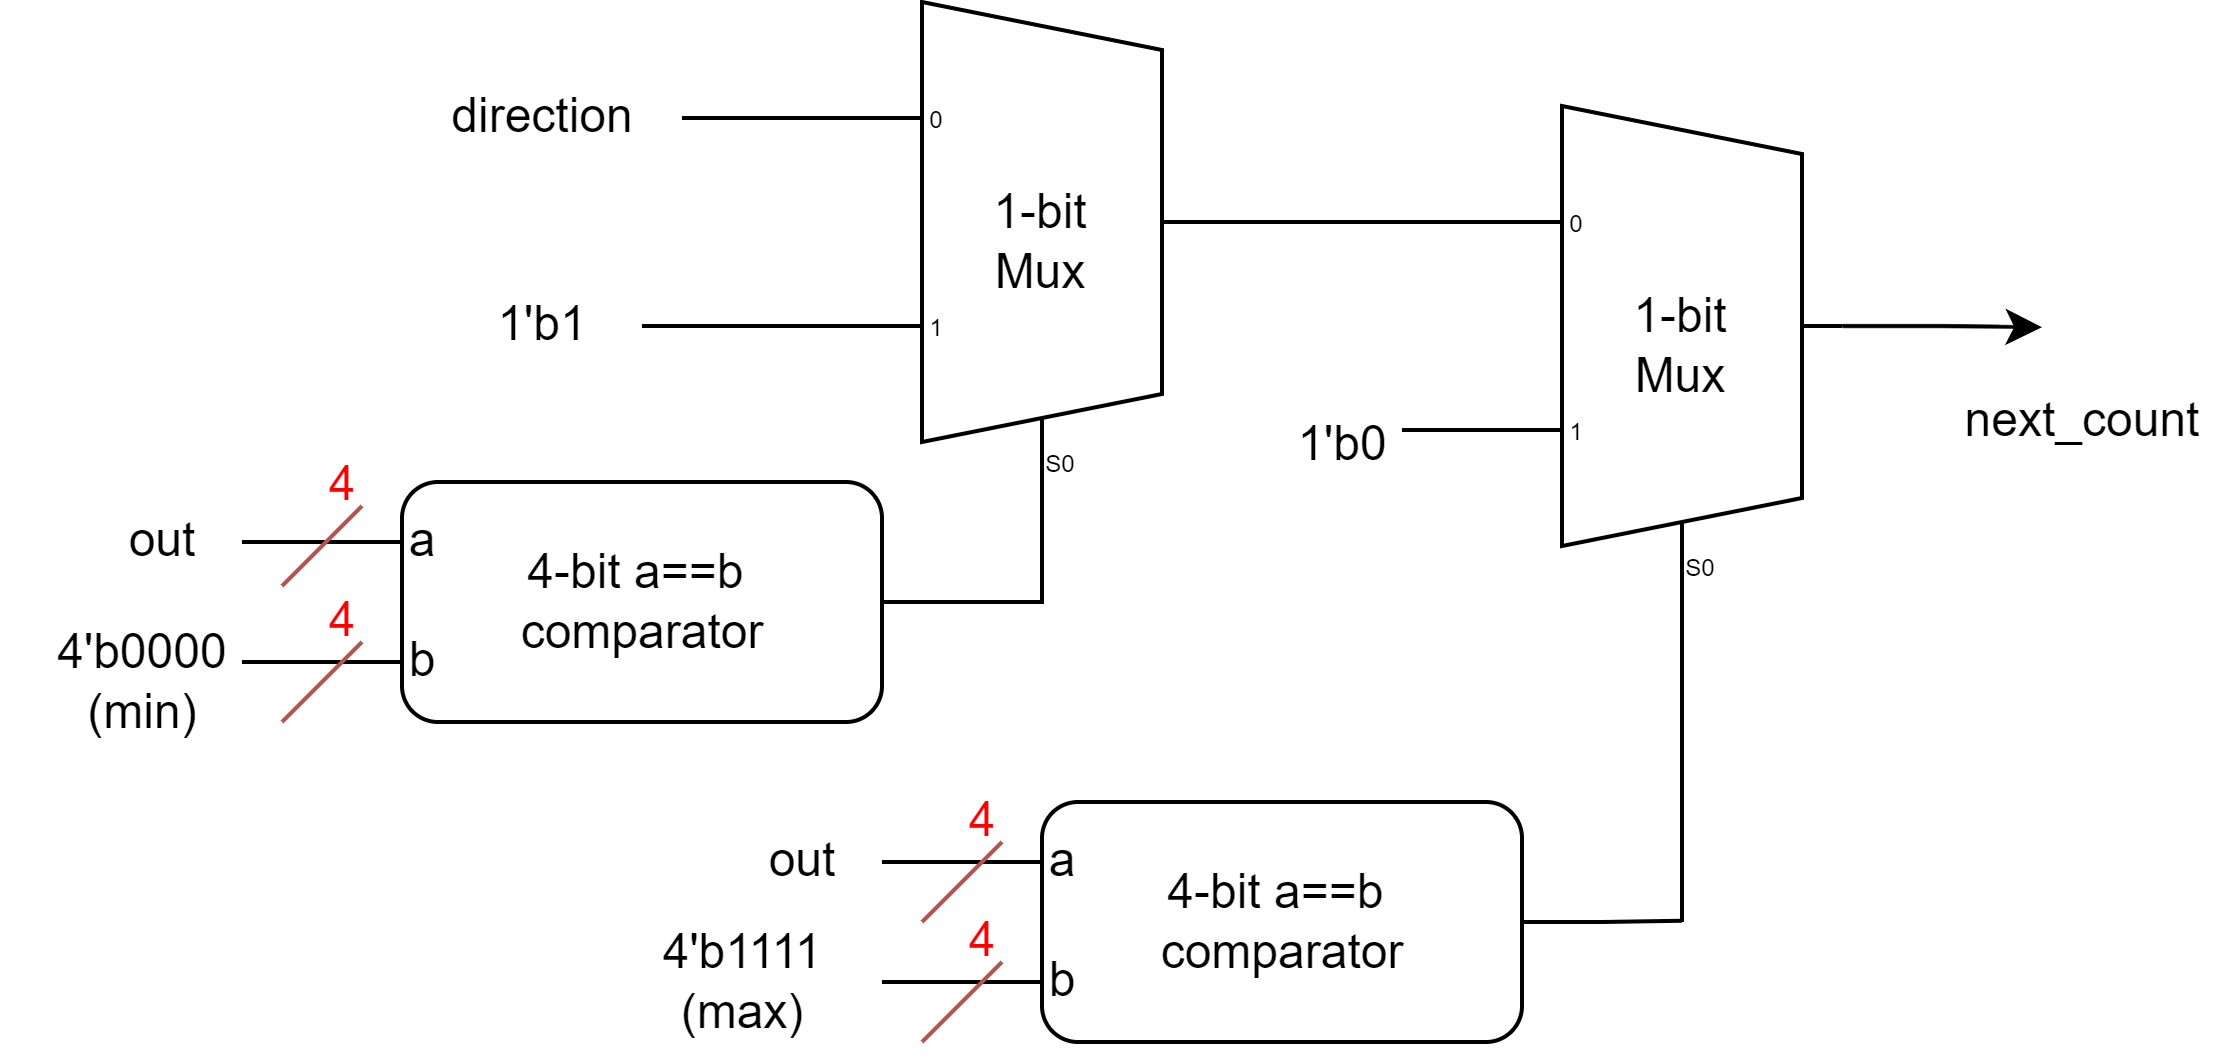 direction
0
1-bit
Mux
1'b1
1
S0
0
1-bit
Mux
1'b0
1
S0
next_count
4
out
a
4-bit a==b
comparator
4
4'b0000
(min)
b
4
out
a
4-bit a==b
comparator
4
4'b1111
(max)
b